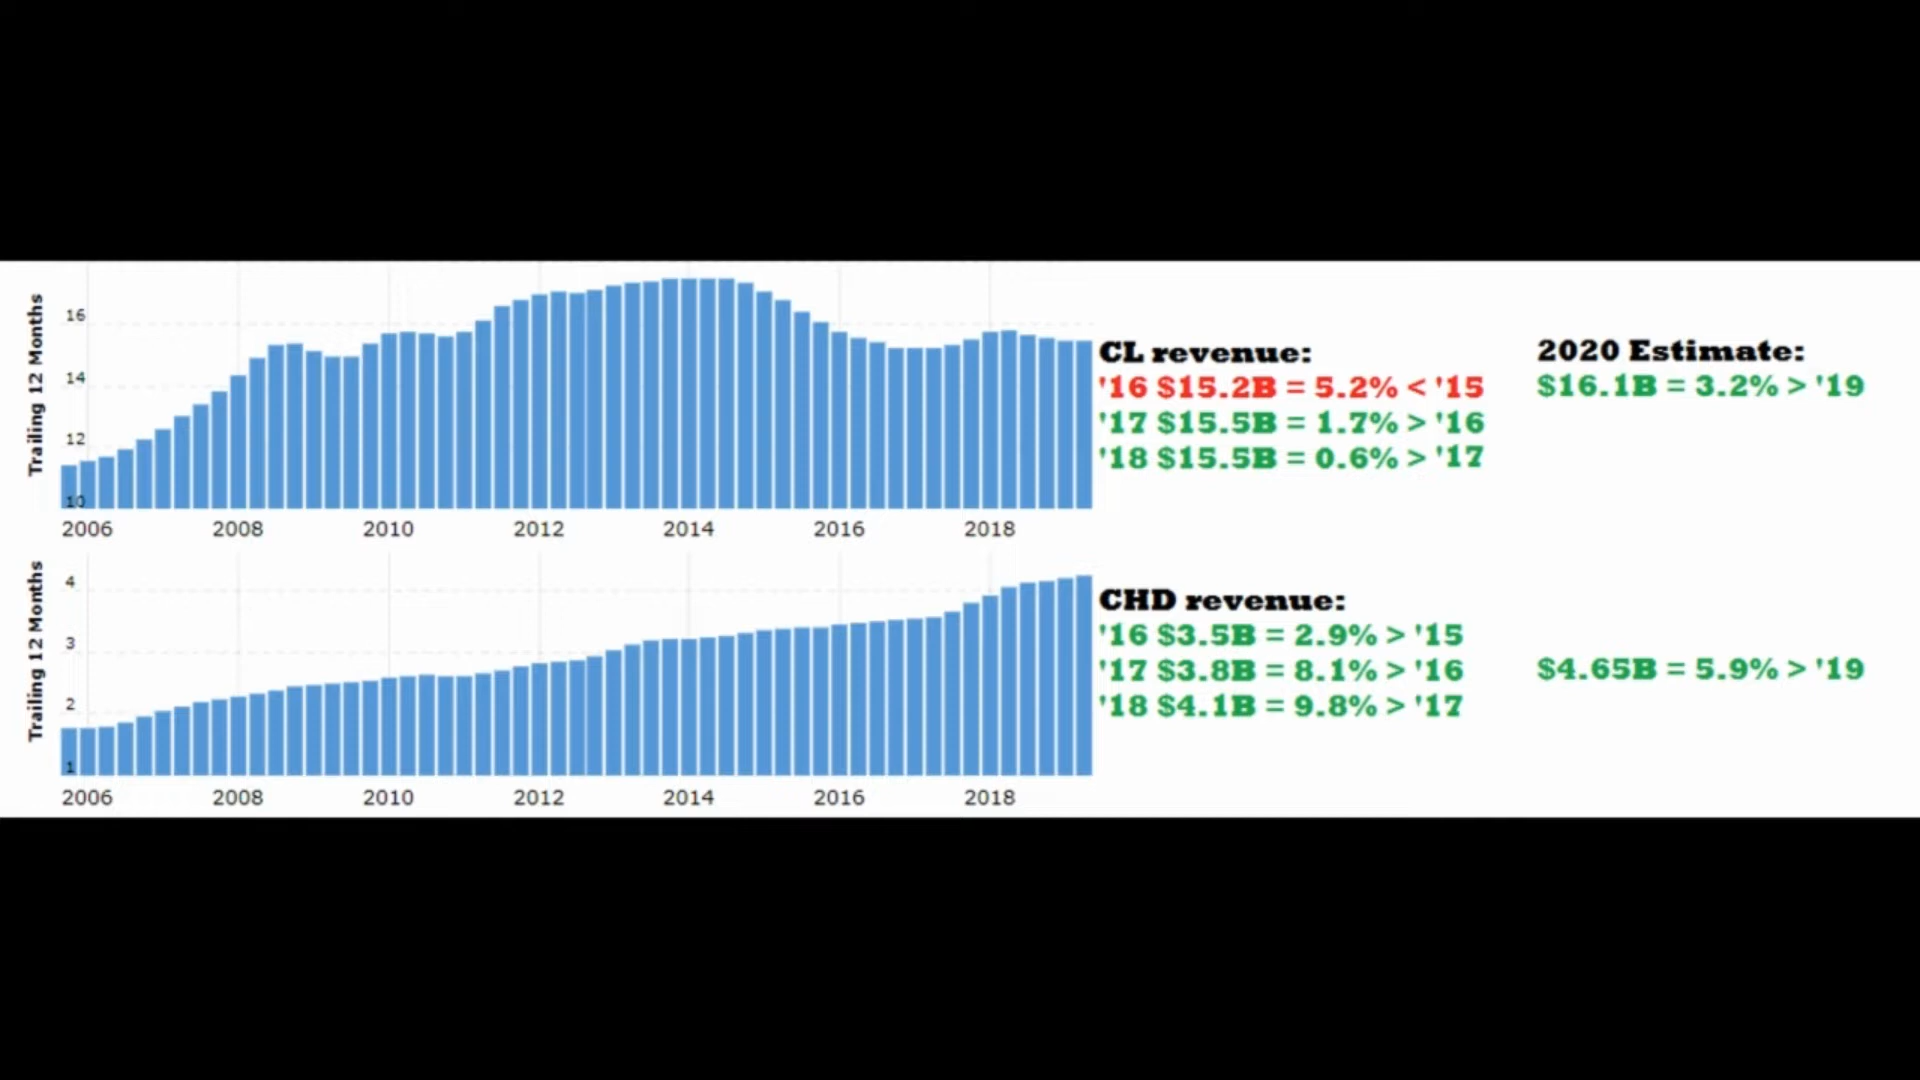 Trailing 12 Months
16
14
12
10
2006 2008 2010 2012 2014 2016 2018
CL revenue:
'16 $15.2B = 5.2% < '15
'17 $15.5B = 1.7% > '16
'18 $15.5B = 0.6% > '17
2020 Estimate:
$16.1B = 3.2% > '19
Trailing 12 Months
4
3
2
1
2006 2008 2010 2012 2014 2016 2018
CHD revenue:
'16 $3.5B = 2.9% > '15
'17 $3.8B = 8.1% > '16
'18 $4.1B = 9.8% > '17
$4.65B = 5.9% > '19